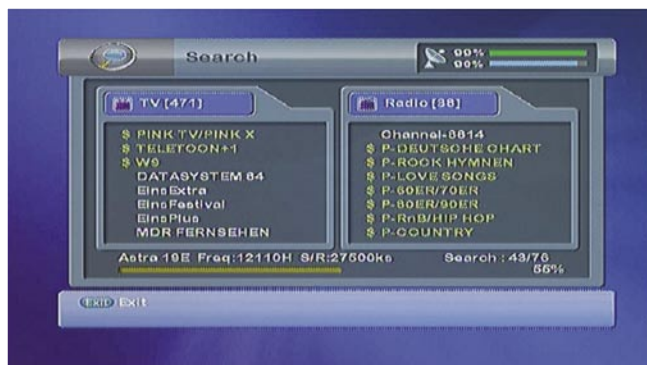 Search
99%
99%
TV [471]
$ PINK TV/PINK X
$ TELETOON+1
$ W9
DATASYSTEM 64
EinsExtra
EinsFestival
EinsPlus
MDR FERNSEHEN
Radio [38]
Channel-8614
$ P-DEUTSCHE CHART
$ P-ROCK HYMNEN
$ P-LOVE SONGS
$ P-60ER/70ER
$ P-80ER/90ER
$ P-RnB/HIP HOP
$ P-COUNTRY
Astra 19E Freq:12110H S/R:27500ks Search : 43/76
55%
EXIT Exit